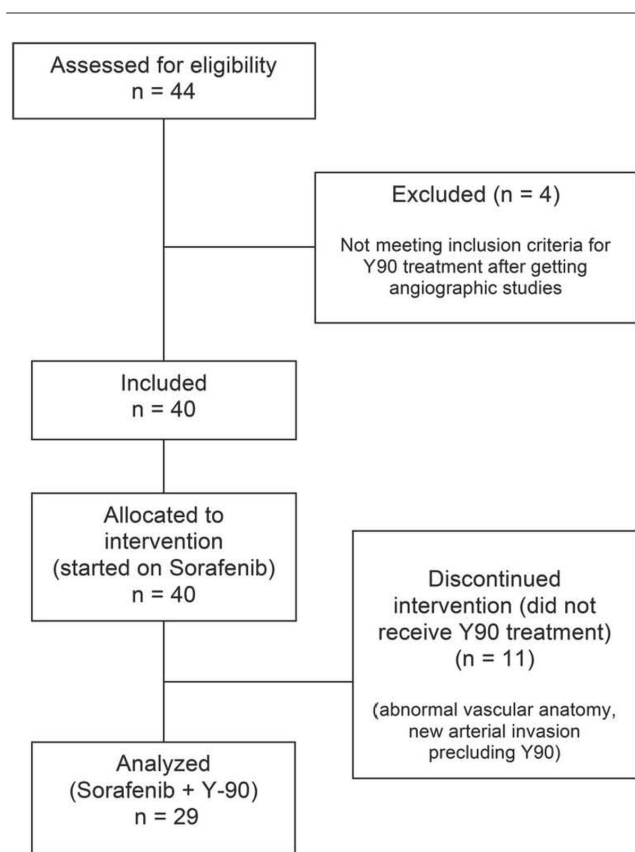 Assessed for eligibility
n = 44
Excluded (n = 4)
Not meeting inclusion criteria for
Y90 treatment after getting
angiographic studies
Included
n = 40
Allocated to
intervention
(started on Sorafenib)
n = 40
Discontinued
intervention (did not
receive Y90 treatment)
(n = 11)
(abnormal vascular anatomy,
new arterial invasion
precluding Y90)
Analyzed
(Sorafenib + Y-90)
n = 29